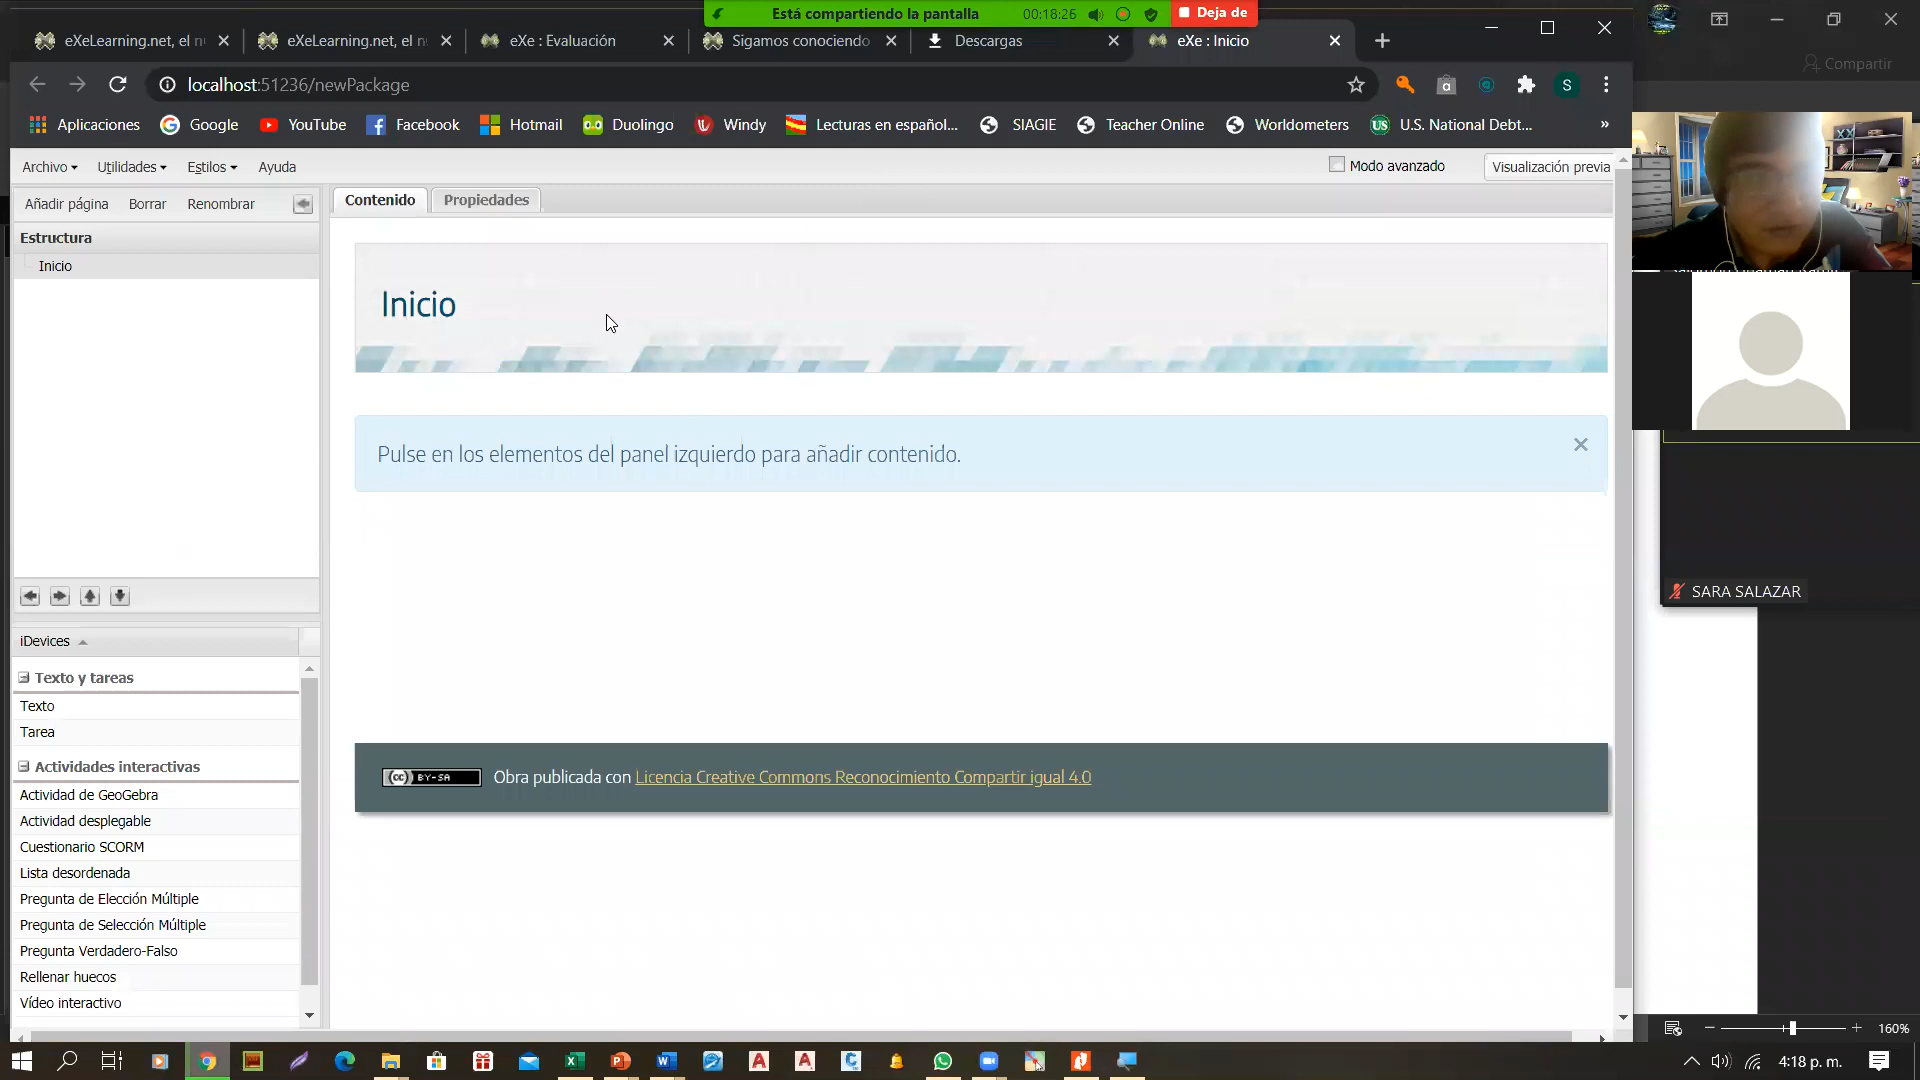 Está compartiendo la pantalla 00:18:26 Deja de
eXeLearning.net, el n
eXeLearning.net, el n
eXe : Evaluación
Sigamos conociendo
Descargas
eXe : Inicio
Compartir
localhost:51236/newPackage
S
Aplicaciones
Google
YouTube
Facebook
Hotmail
Duolingo
Windy
Lecturas en español...
SIAGIE
Teacher Online
Worldometers
U.S. National Debt...
»
Archivo
Utilidades
Estilos
Ayuda
Modo avanzado
Visualización previa
Añadir página
Borrar
Renombrar
Contenido
Propiedades
Estructura
Inicio
Inicio
Pulse en los elementos del panel izquierdo para añadir contenido.
SARA SALAZAR
iDevices
Texto y tareas
Texto
Tarea
Actividades interactivas
Actividad de GeoGebra
Actividad desplegable
Cuestionario SCORM
Lista desordenada
Pregunta de Elección Múltiple
Pregunta de Selección Múltiple
Pregunta Verdadero-Falso
Rellenar huecos
Vídeo interactivo
BY-SA
Obra publicada con Licencia Creative Commons Reconocimiento Compartir igual 4.0
160%
4:18 p. m.